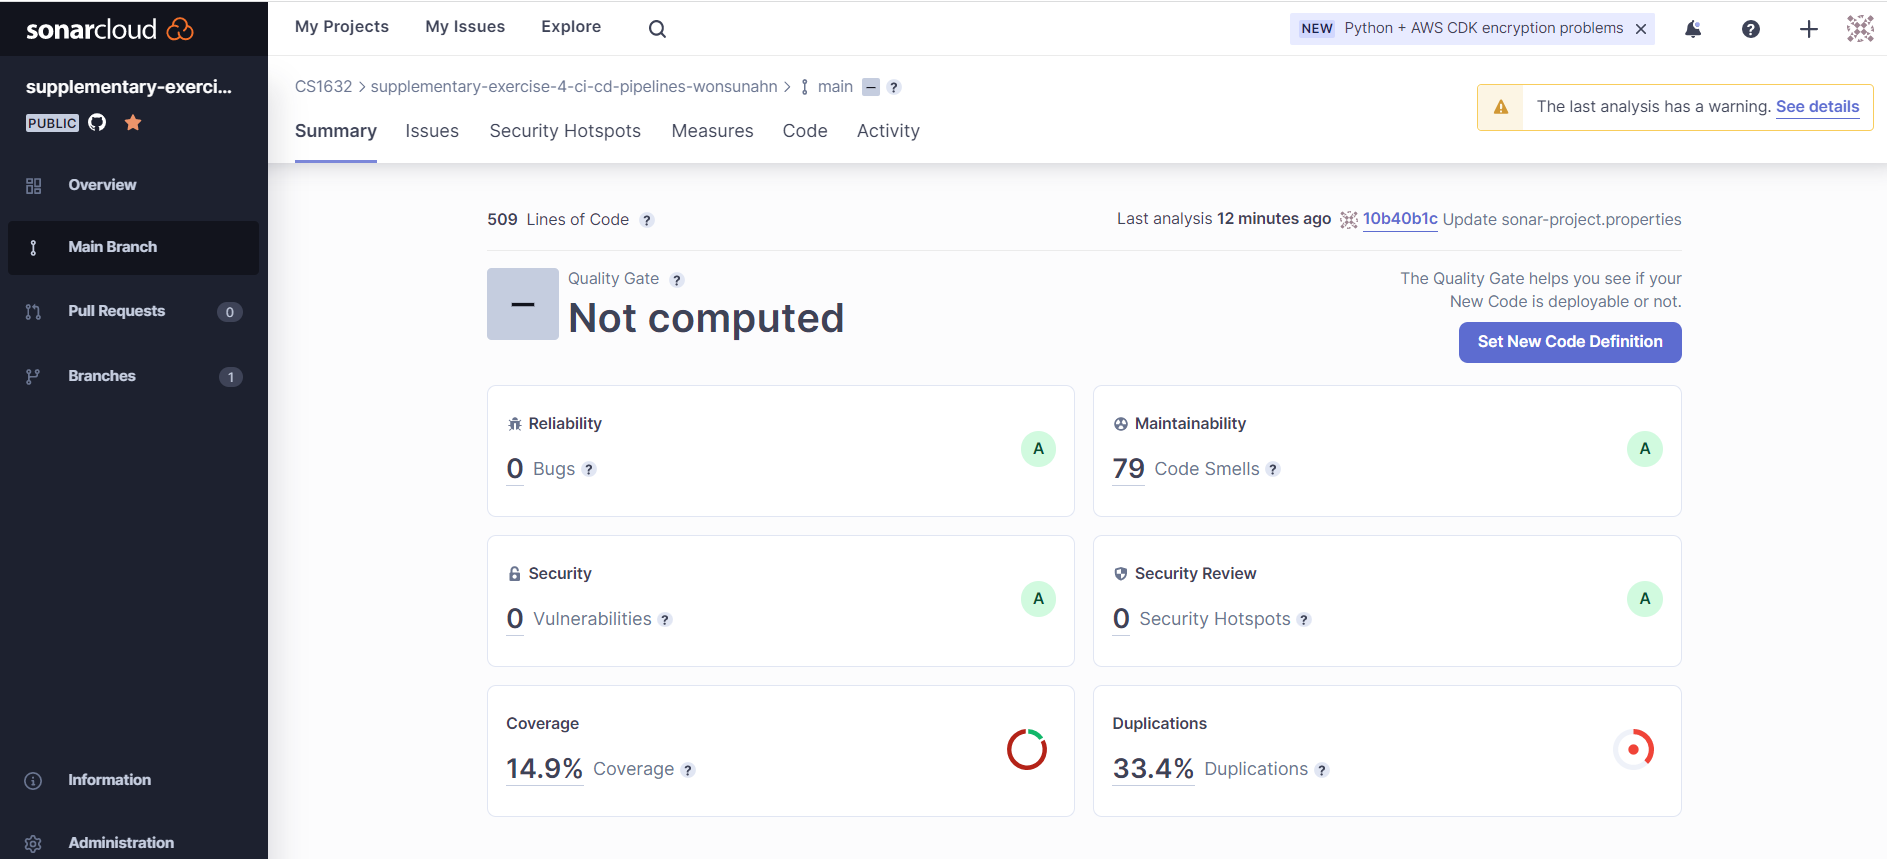 sonarcloud
My Projects My Issues Explore
NEW Python + AWS CDK encryption problems
supplementary-exerci...
PUBLIC
Overview
Main Branch
Pull Requests 0
Branches 1
Information
Administration
CS1632 > supplementary-exercise-4-ci-cd-pipelines-wonsunahn > main – ?
The last analysis has a warning. See details
Summary Issues Security Hotspots Measures Code Activity
509 Lines of Code ?
Last analysis 12 minutes ago 10b40b1c Update sonar-project.properties
Quality Gate ?
Not computed
The Quality Gate helps you see if your
New Code is deployable or not.
Set New Code Definition
Reliability
0 Bugs ?
A
Maintainability
79 Code Smells ?
A
Security
0 Vulnerabilities ?
A
Security Review
0 Security Hotspots ?
A
Coverage
14.9% Coverage ?
Duplications
33.4% Duplications ?